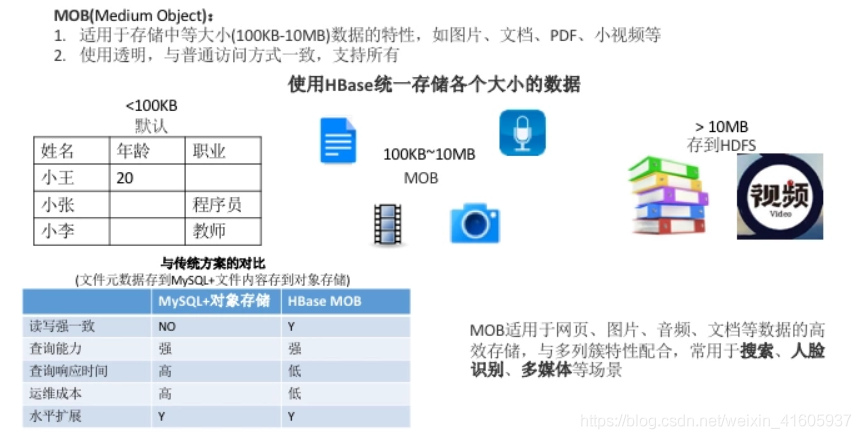 MOB(Medium Object)：
1. 适用于存储中等大小(100KB-10MB)数据的特性，如图片、文档、PDF、小视频等
2. 使用透明，与普通访问方式一致，支持所有
使用HBase统一存储各个大小的数据
<100KB
默认
姓名 年龄 职业
小王 20
小张 程序员
小李 教师
100KB~10MB
MOB
> 10MB
存到HDFS
视频
Video
与传统方案的对比
(文件元数据存到MySQL+文件内容存到对象存储)
MySQL+对象存储 HBase MOB
读写强一致 NO Y
查询能力 强 强
查询响应时间 高 低
运维成本 高 低
水平扩展 Y Y
MOB适用于网页、图片、音频、文档等数据的高
效存储，与多列簇特性配合，常用于搜索、人脸
识别、多媒体等场景
https://blog.csdn.net/weixin_41605937